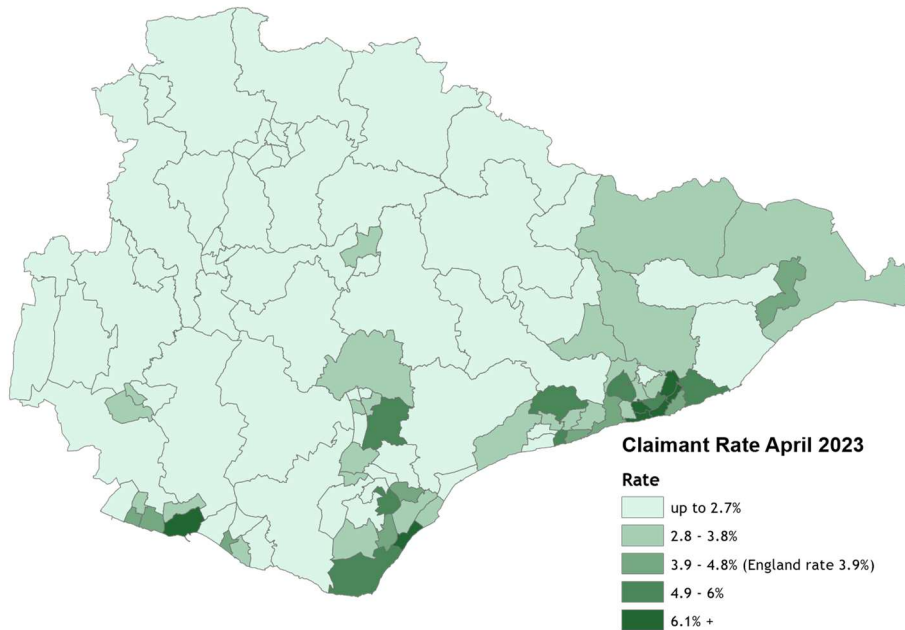 Claimant Rate April 2023
Rate
up to 2.7%
2.8 - 3.8%
3.9 - 4.8% (England rate 3.9%)
4.9 - 6%
6.1% +